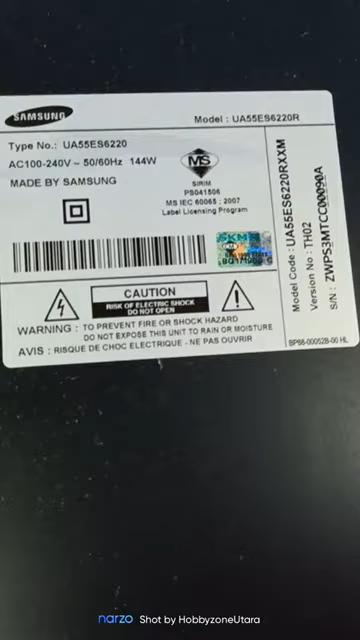 SAMSUNG
Model : UA55ES6220R
Type No.: UA55ES6220
AC100-240V ~ 50/60Hz 144W
MADE BY SAMSUNG
MS
SIRIM
PS041506
MS IEC 60065 : 2007
Label Licensing Program
SKMM
CAUTION
RISK OF ELECTRIC SHOCK
DO NOT OPEN
WARNING : TO PREVENT FIRE OR SHOCK HAZARD
DO NOT EXPOSE THIS UNIT TO RAIN OR MOISTURE
AVIS : RISQUE DE CHOC ELECTRIQUE - NE PAS OUVRIR
Model Code : UA55ES6220RXXM
Version No : TH02
S/N : ZWPS3MTCC00090A
BP68-00052B-00 HL
narzo Shot by HobbyzoneUtara